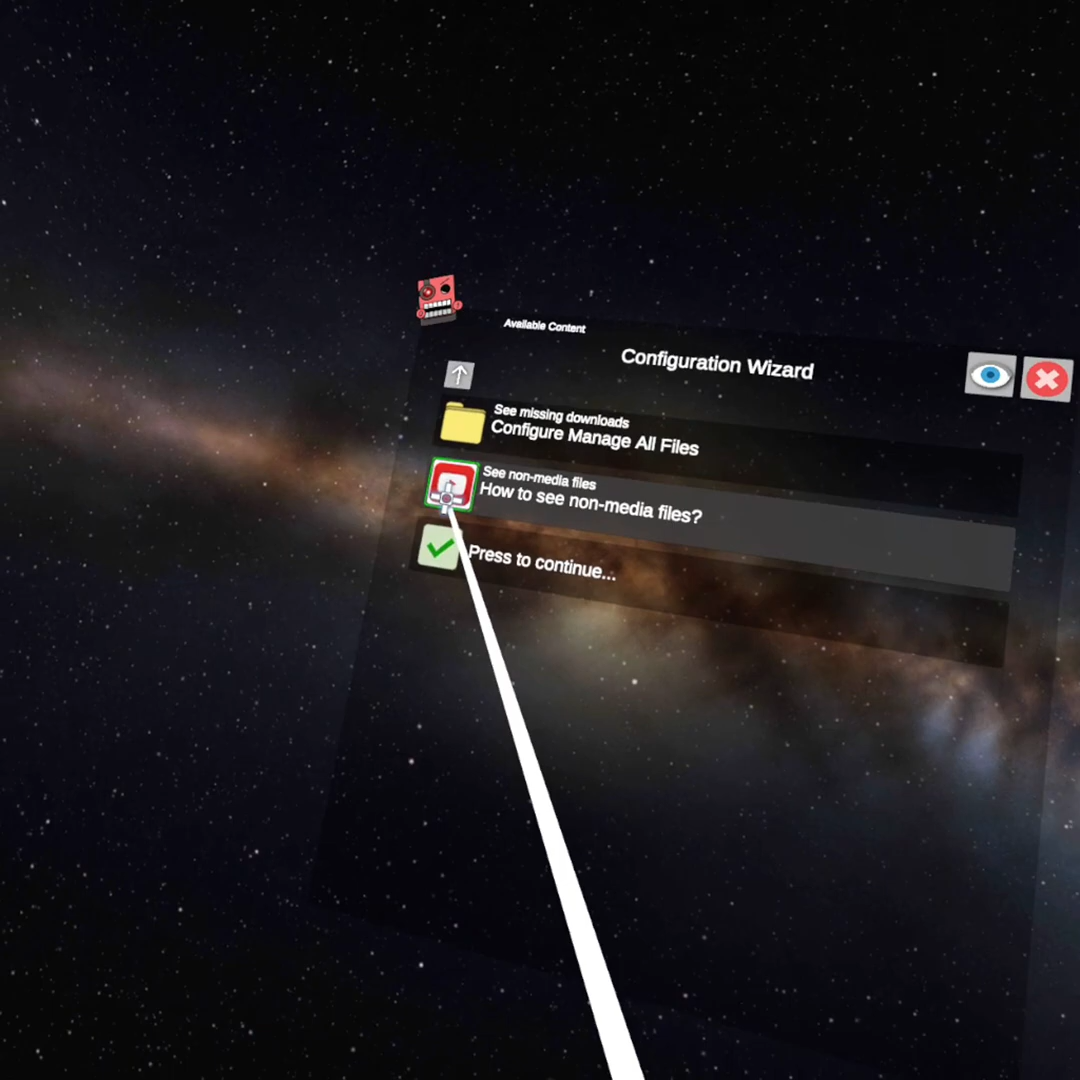 Available Content
Configuration Wizard
See missing downloads
Configure Manage All Files
See non-media files
How to see non-media files?
Press to continue...